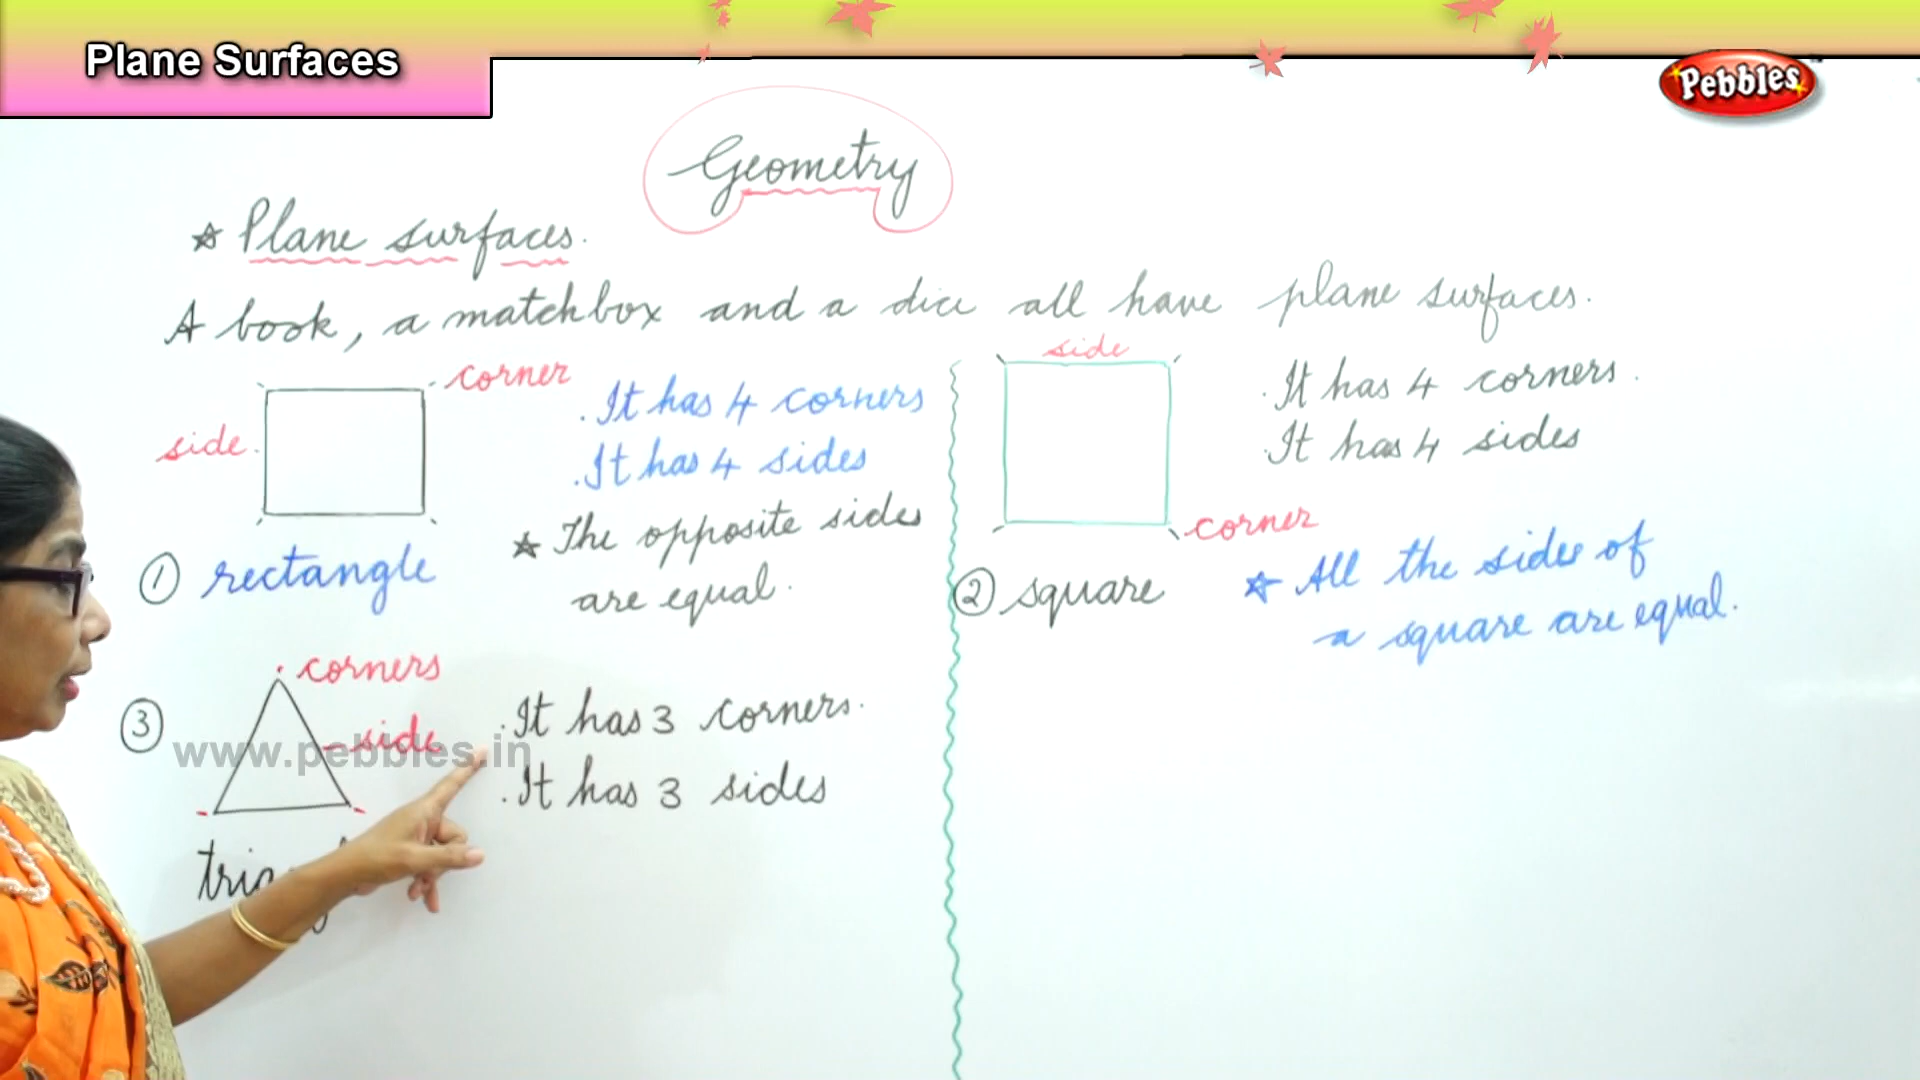 Plane Surfaces
Pebbles
Geometry
Plane surfaces.
A book, a matchbox and a dice all have plane surfaces.
corner
side
.It has 4 corners
.It has 4 sides
The opposite sides
are equal.
① rectangle
side
corner
.It has 4 corners.
.It has 4 sides
② square
All the sides of
a square are equal.
③
corners
side
.It has 3 corners.
.It has 3 sides
www.pebbles.in